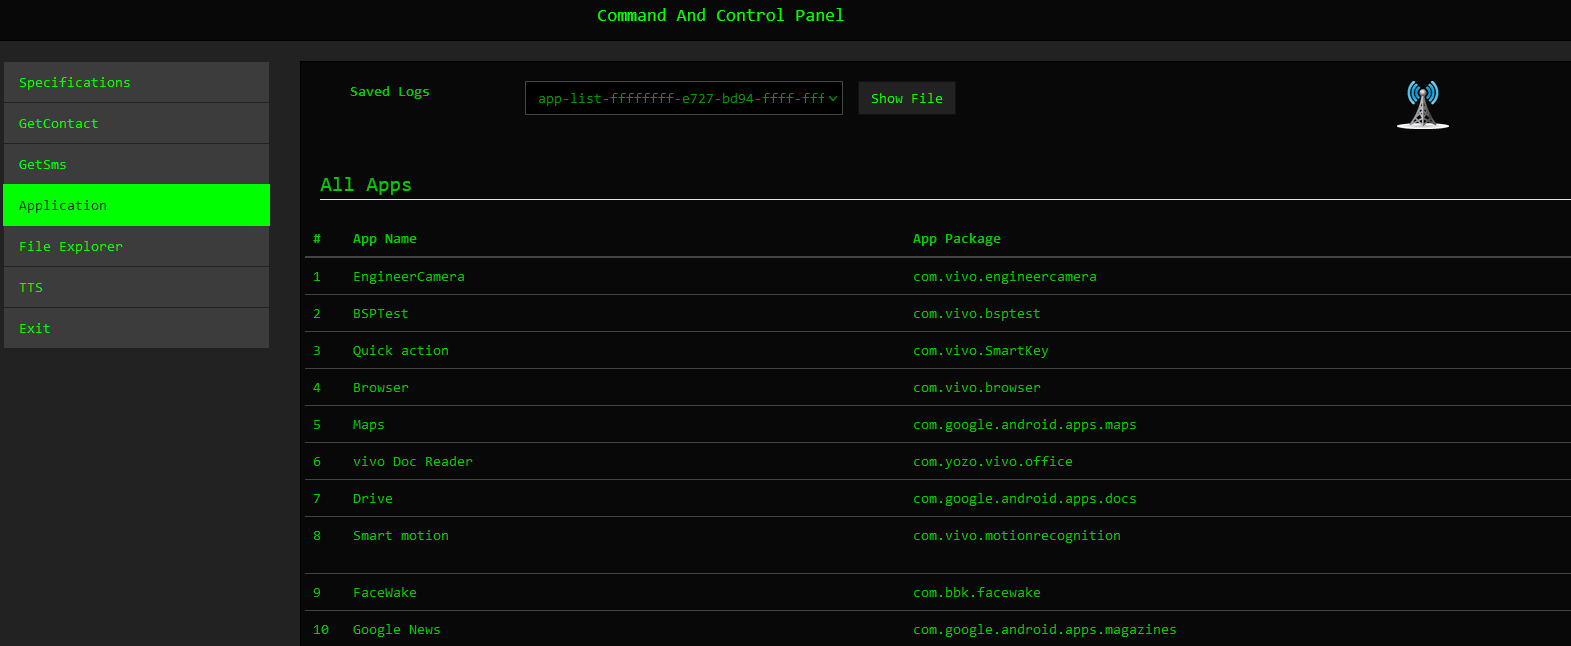 Command And Control Panel
Specifications
GetContact
GetSms
Application
File Explorer
TTS
Exit
Saved Logs
app-list-ffffffff-e727-bd94-ffff-fff
Show File
All Apps
# App Name App Package
1 EngineerCamera com.vivo.engineercamera
2 BSPTest com.vivo.bsptest
3 Quick action com.vivo.SmartKey
4 Browser com.vivo.browser
5 Maps com.google.android.apps.maps
6 vivo Doc Reader com.yozo.vivo.office
7 Drive com.google.android.apps.docs
8 Smart motion com.vivo.motionrecognition
9 FaceWake com.bbk.facewake
10 Google News com.google.android.apps.magazines